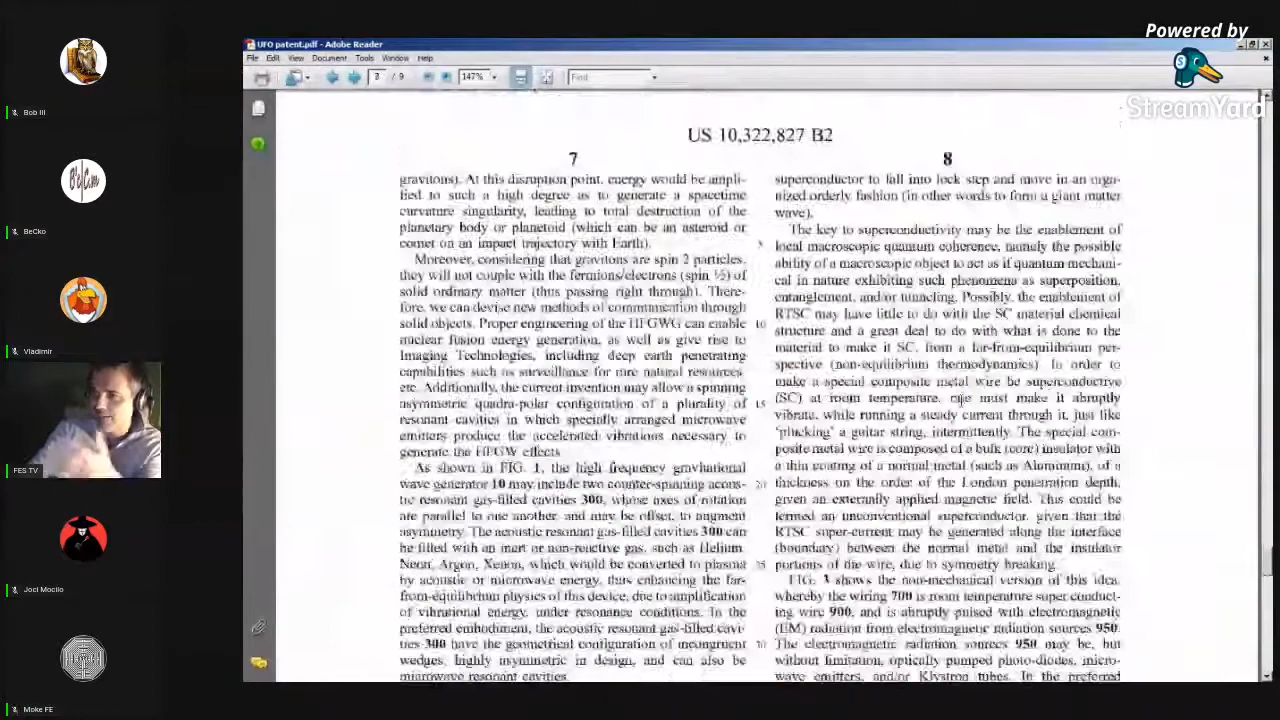 Powered by
StreamYard
Bob III
BeCko
Vladimir
FES TV
Joci Mocilo
Moke FE
UFO patent.pdf - Adobe Reader
File Edit View Document Tools Window Help
3 / 9 147% Find
US 10,322,827 B2
7
gravitons). At this disruption point, energy would be ampli-
fied to such a high degree as to generate a spacetime
curvature singularity, leading to total destruction of the
planetary body or planetoid (which can be an asteroid or
comet on an impact trajectory with Earth).
Moreover, considering that gravitons are spin 2 particles,
they will not couple with the fermions/electrons (spin ½) of
solid ordinary matter (thus passing right through). There-
fore, we can devise new methods of communication through
solid objects. Proper engineering of the HFGWG can enable
nuclear fusion energy generation, as well as give rise to
Imaging Technologies, including deep earth penetrating
capabilities such as surveillance for rare natural resources,
etc. Additionally, the current invention may allow a spinning
asymmetric quadra-polar configuration of a plurality of
resonant cavities in which specially arranged microwave
emitters produce the accelerated vibrations necessary to
generate the HFGW effects.
As shown in FIG. 1, the high frequency gravitational
wave generator 10 may include two counter-spinning acous-
tic resonant gas-filled cavities 300, whose axes of rotation
are parallel to one another, and may be offset, to augment
asymmetry. The acoustic resonant gas-filled cavities 300 can
be filled with an inert or non-reactive gas, such as Helium,
Neon, Argon, Xenon, which would be converted to plasma
by acoustic or microwave energy, thus enhancing the far-
from-equilibrium physics of this device, due to amplification
of vibrational energy, under resonance conditions. In the
preferred embodiment, the acoustic resonant gas-filled cavi-
ties 300 have the geometrical configuration of incongruent
wedges, highly asymmetric in design, and can also be
microwave resonant cavities.
5
10
15
20
25
30
8
superconductor to fall into lock step and move in an orga-
nized orderly fashion (in other words to form a giant matter
wave).
The key to superconductivity may be the enablement of
local macroscopic quantum coherence, namely the possible
ability of a macroscopic object to act as if quantum mechani-
cal in nature exhibiting such phenomena as superposition,
entanglement, and/or tunneling. Possibly, the enablement of
RTSC may have little to do with the SC material chemical
structure and a great deal to do with what is done to the
material to make it SC, from a far-from-equilibrium per-
spective (non-equilibrium thermodynamics). In order to
make a special composite metal wire be superconductive
(SC) at room temperature, one must make it abruptly
vibrate, while running a steady current through it, just like
'plucking' a guitar string, intermittently. The special com-
posite metal wire is composed of a bulk (core) insulator with
a thin coating of a normal metal (such as Aluminum), of a
thickness on the order of the London penetration depth,
given an externally applied magnetic field. This could be
termed an unconventional superconductor, given that the
RTSC super-current may be generated along the interface
(boundary) between the normal metal and the insulator
portions of the wire, due to symmetry breaking.
FIG. 3 shows the non-mechanical version of this idea,
whereby the wiring 700 is room temperature super conduct-
ing wire 900, and is abruptly pulsed with electromagnetic
(EM) radiation from electromagnetic radiation sources 950.
The electromagnetic radiation sources 950 may be, but
without limitation, optically pumped photo-diodes, micro-
wave emitters, and/or Klystron tubes. In the preferred